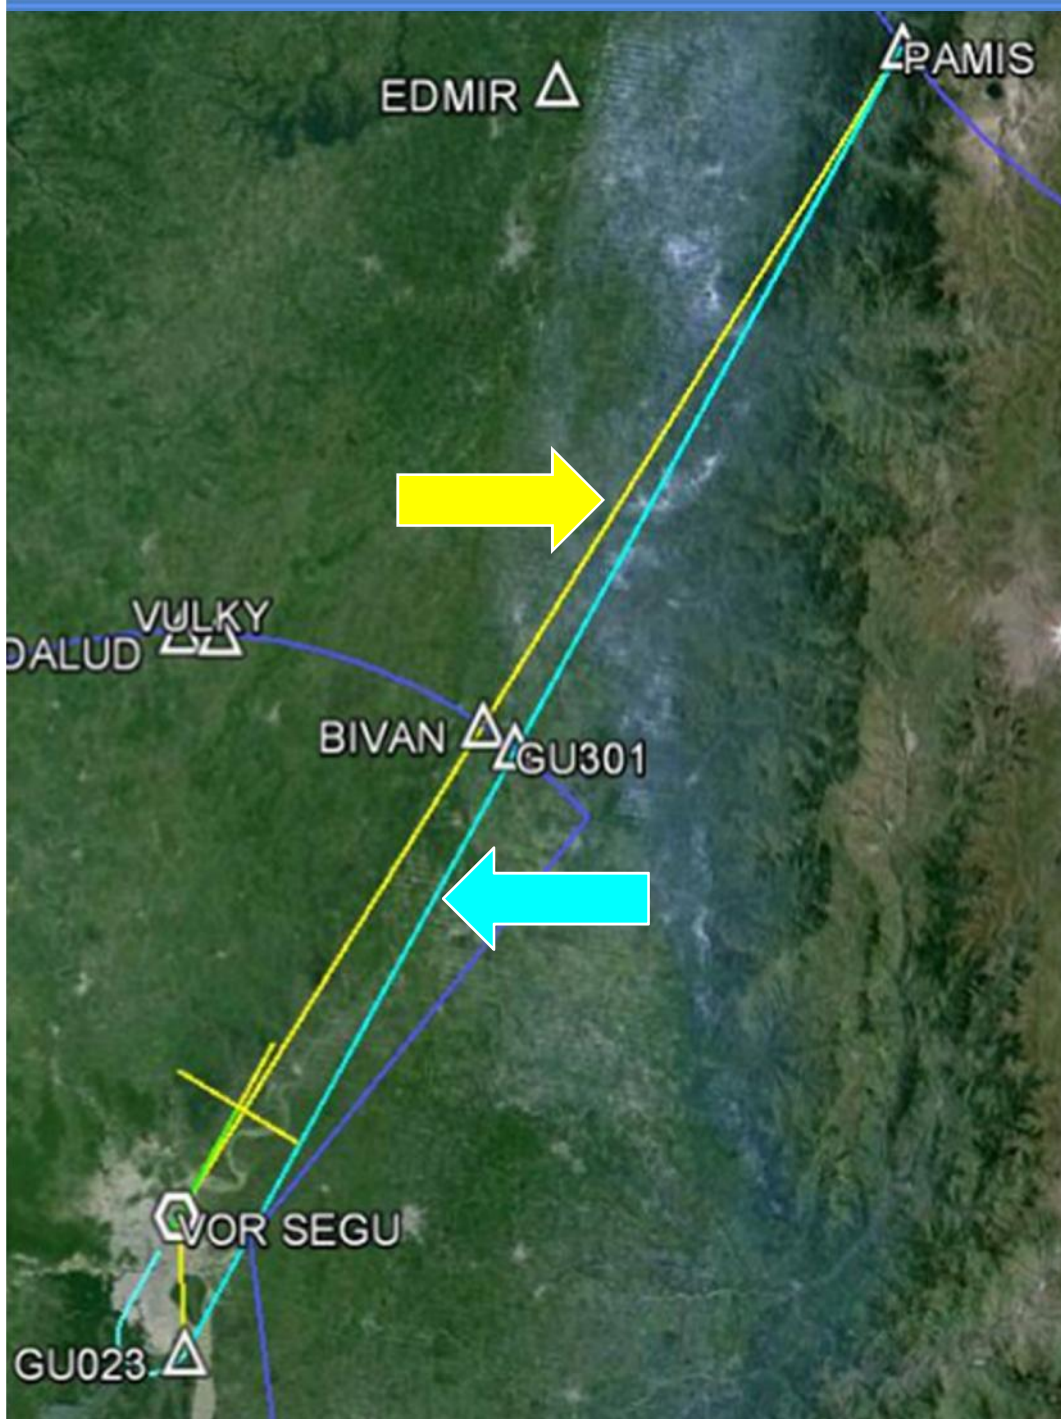 PAMIS
EDMIR
VULKY
DALUD
BIVAN
GU301
VOR SEGU
GU023